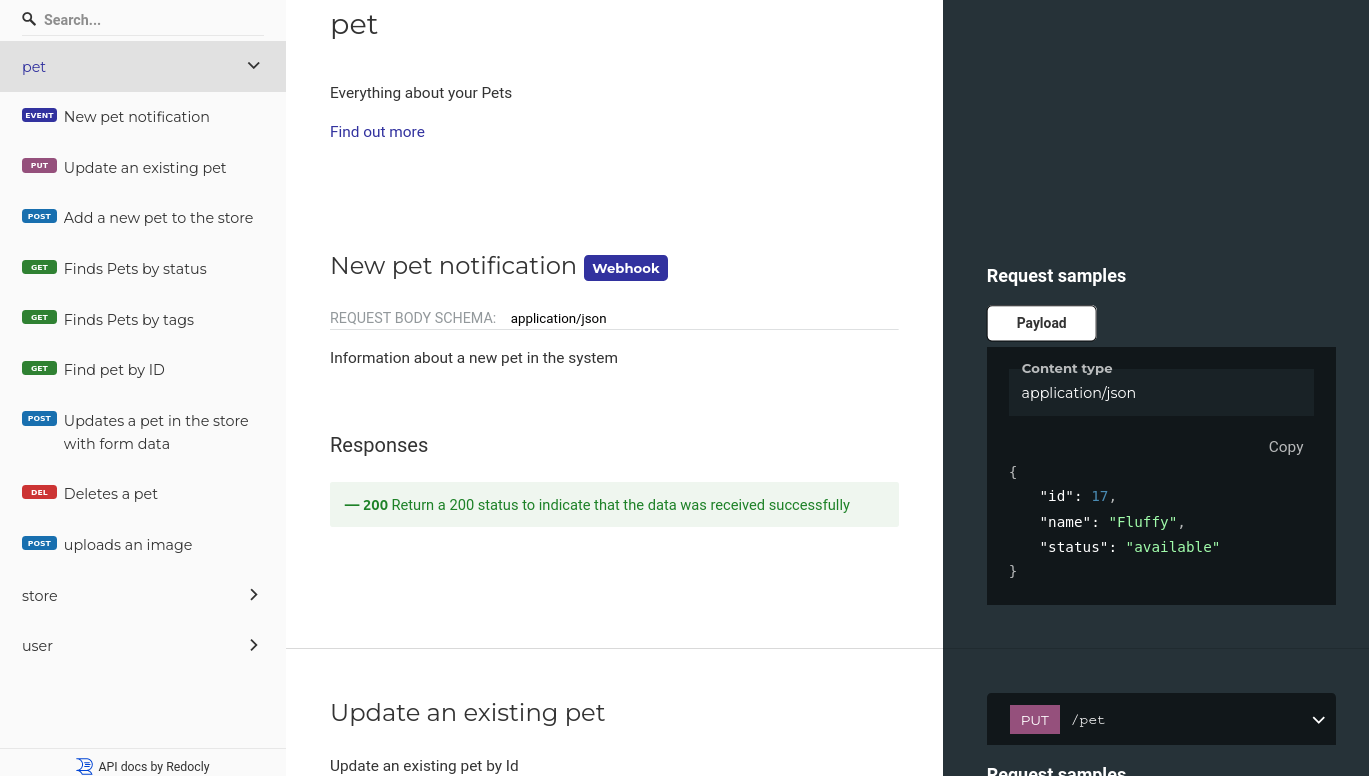 Search...
pet
EVENT New pet notification
PUT Update an existing pet
POST Add a new pet to the store
GET Finds Pets by status
GET Finds Pets by tags
GET Find pet by ID
POST Updates a pet in the store
with form data
DEL Deletes a pet
POST uploads an image
store
user
API docs by Redocly
pet
Everything about your Pets
Find out more
New pet notification Webhook
REQUEST BODY SCHEMA: application/json
Information about a new pet in the system
Responses
— 200 Return a 200 status to indicate that the data was received successfully
Update an existing pet
Update an existing pet by Id
Request samples
Payload
Content type
application/json
Copy
{
"id": 17,
"name": "Fluffy",
"status": "available"
}
PUT /pet
Request samples